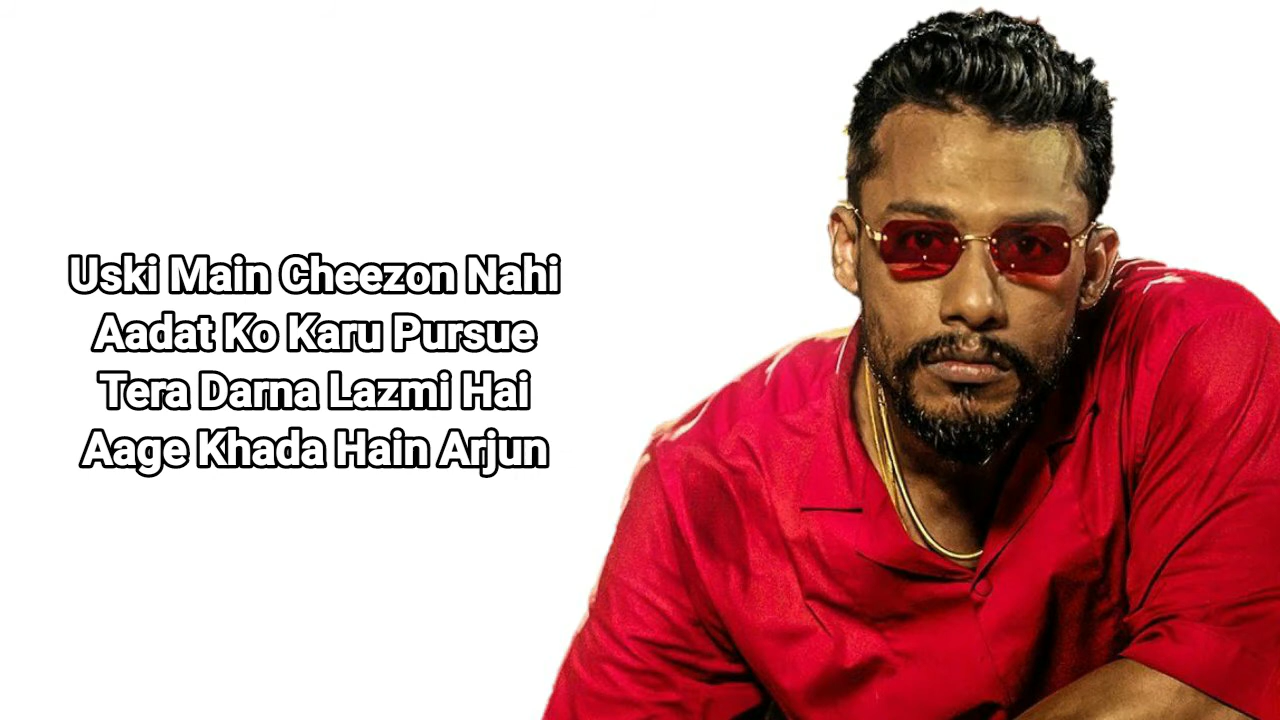 Uski Main Cheezon Nahi
Aadat Ko Karu Pursue
Tera Darna Lazmi Hai
Aage Khada Hain Arjun